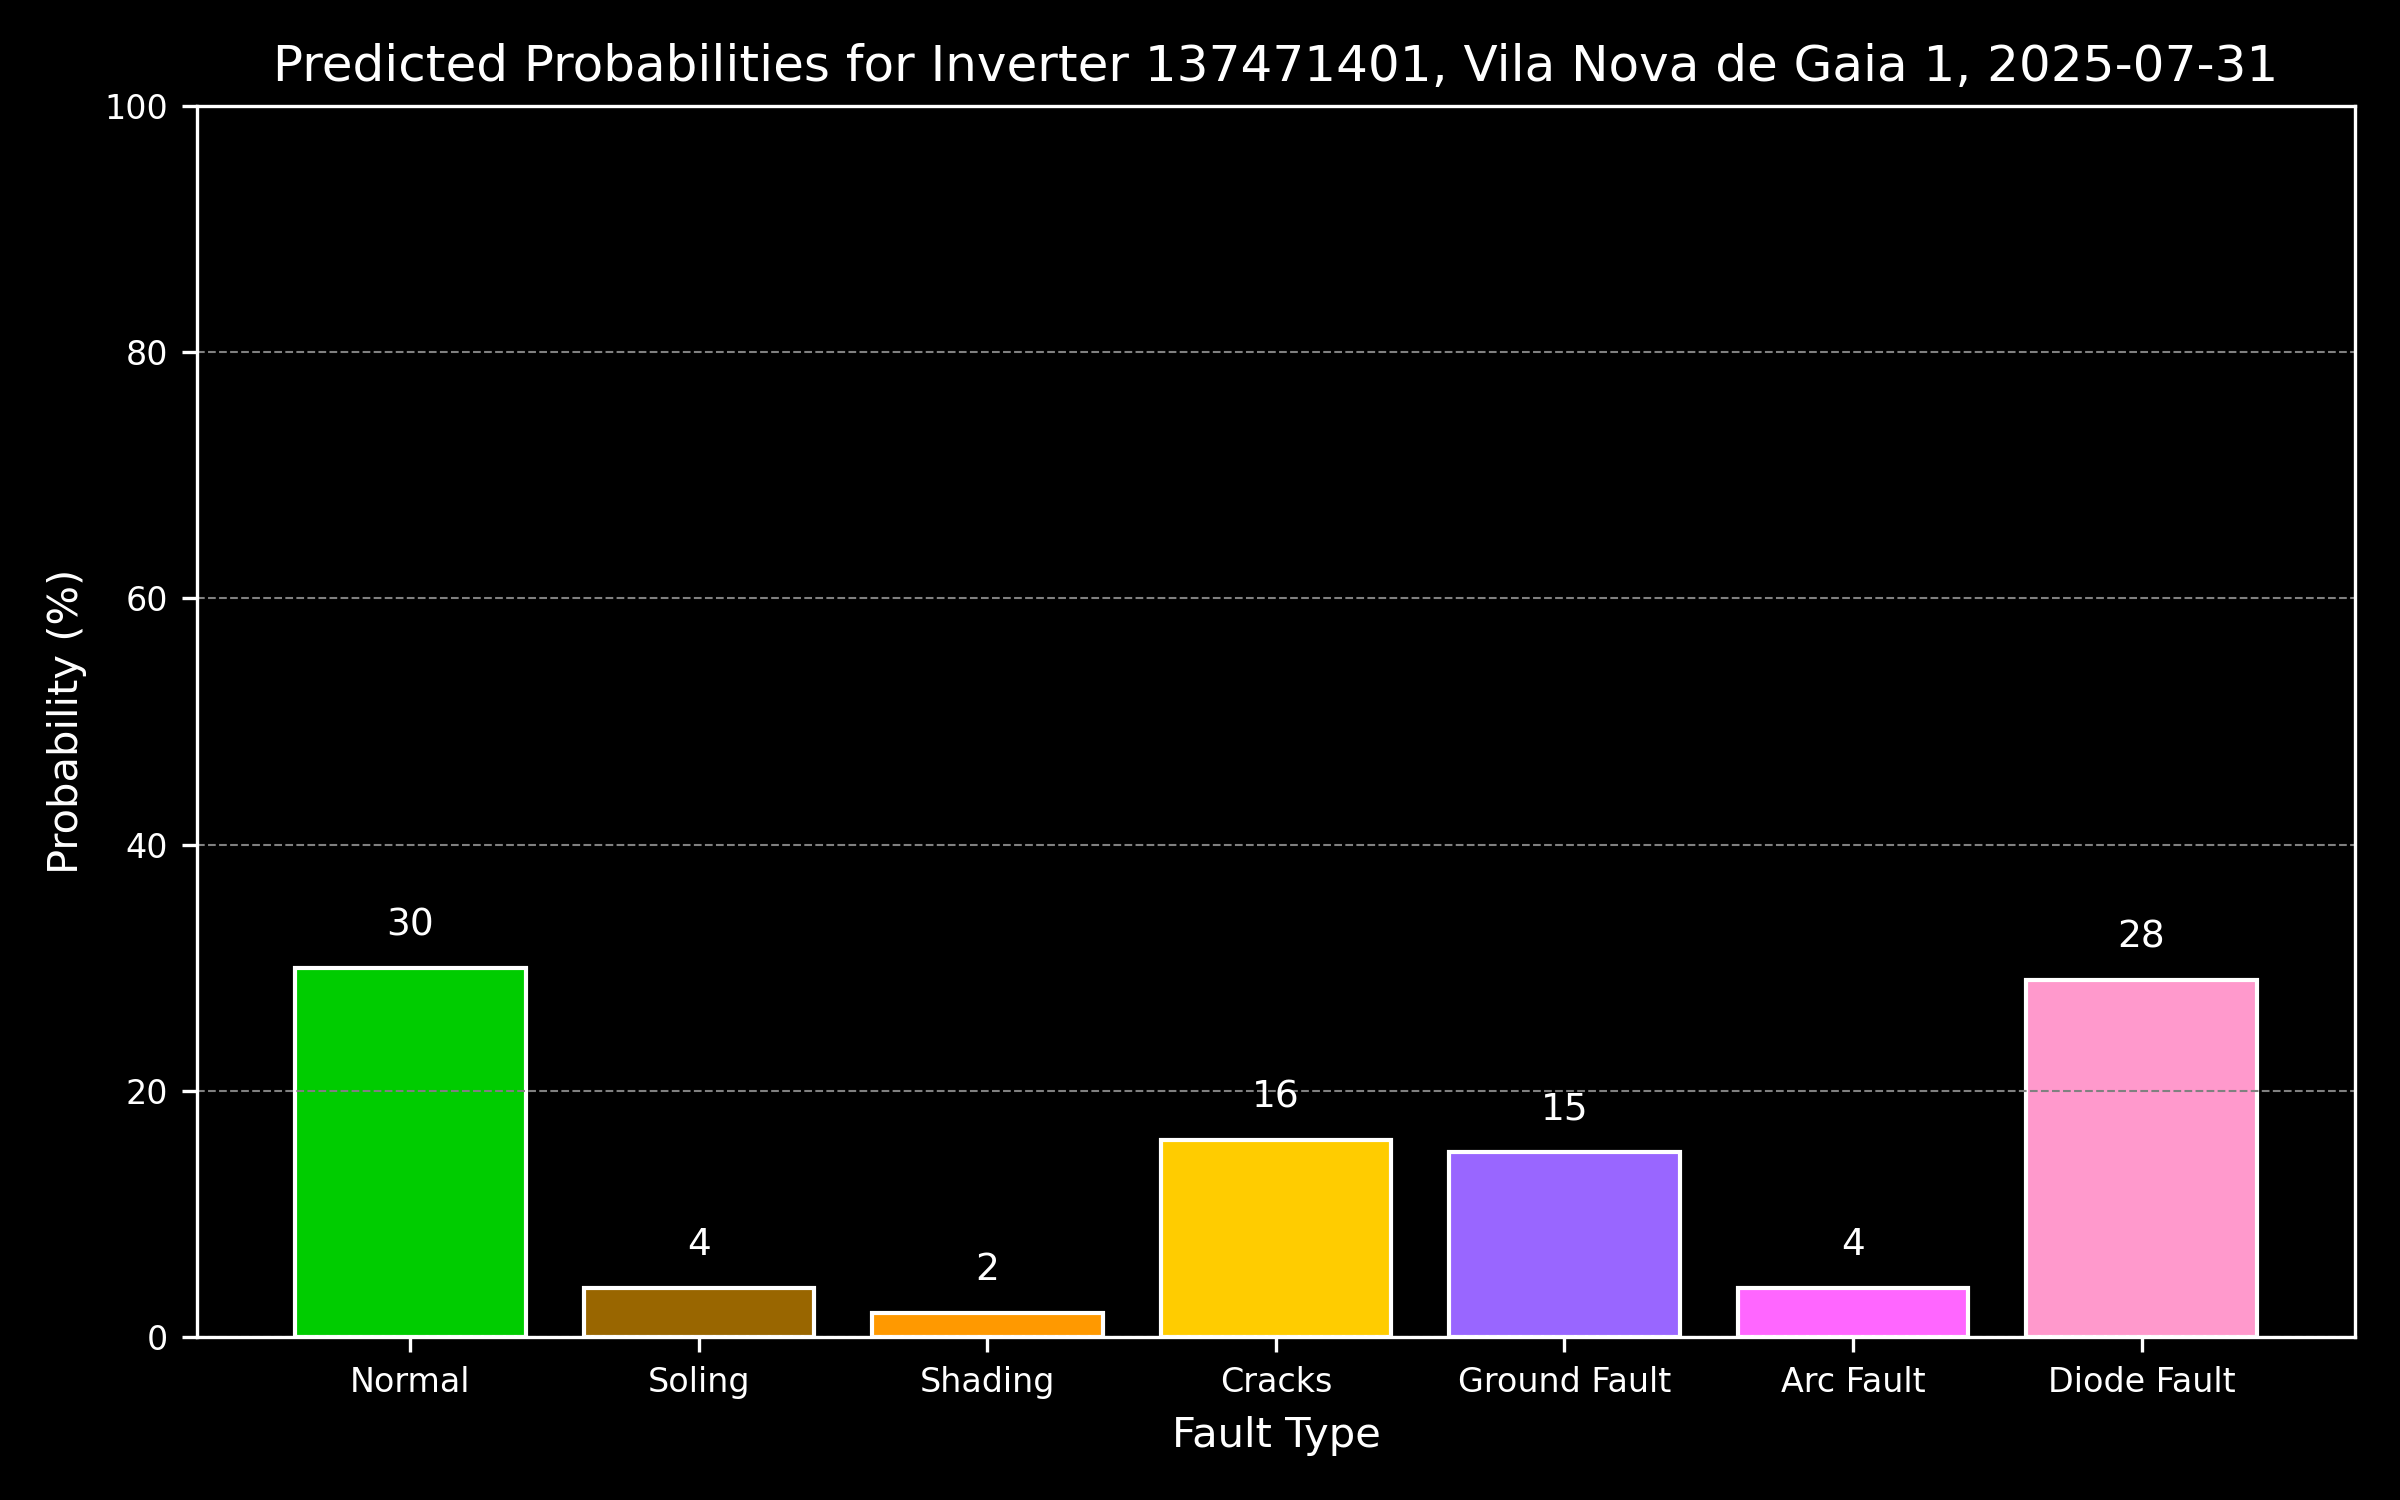 Predicted Probabilities for Inverter 137471401, Vila Nova de Gaia 1, 2025-07-31
100
80
60
40
20
0
Probability (%)
30
4
2
16
15
4
28
Normal
Soling
Shading
Cracks
Ground Fault
Arc Fault
Diode Fault
Fault Type